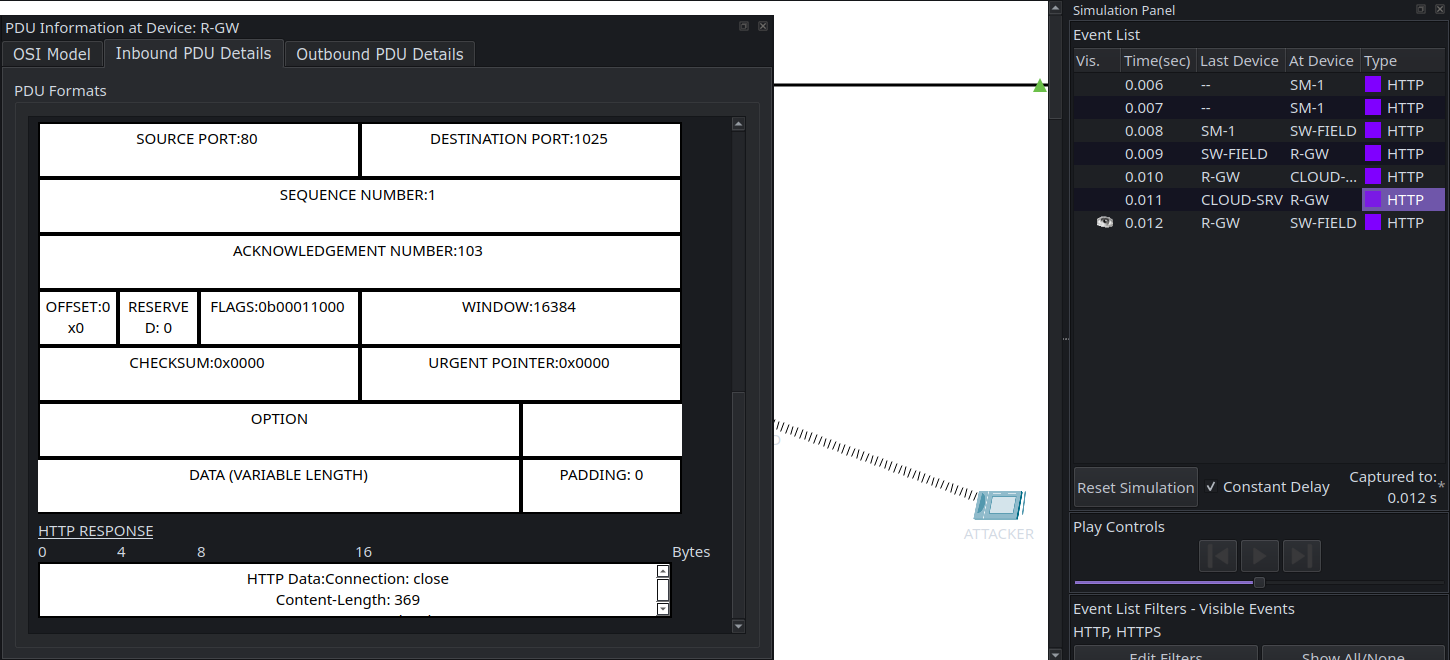 PDU Information at Device: R-GW
OSI Model Inbound PDU Details Outbound PDU Details
PDU Formats
SOURCE PORT:80 DESTINATION PORT:1025
SEQUENCE NUMBER:1
ACKNOWLEDGEMENT NUMBER:103
OFFSET:0 RESERVE FLAGS:0b00011000 WINDOW:16384
x0 D: 0
CHECKSUM:0x0000 URGENT POINTER:0x0000
OPTION
DATA (VARIABLE LENGTH) PADDING: 0
HTTP RESPONSE
0 4 8 16 Bytes
HTTP Data:Connection: close
Content-Length: 369
ATTACKER
Simulation Panel
Event List
Vis. Time(sec) Last Device At Device Type
0.006 -- SM-1 HTTP
0.007 -- SM-1 HTTP
0.008 SM-1 SW-FIELD HTTP
0.009 SW-FIELD R-GW HTTP
0.010 R-GW CLOUD-... HTTP
0.011 CLOUD-SRV R-GW HTTP
0.012 R-GW SW-FIELD HTTP
Reset Simulation ✓ Constant Delay Captured to: *
0.012 s
Play Controls
Event List Filters - Visible Events
HTTP, HTTPS
Edit Filters Show All/None